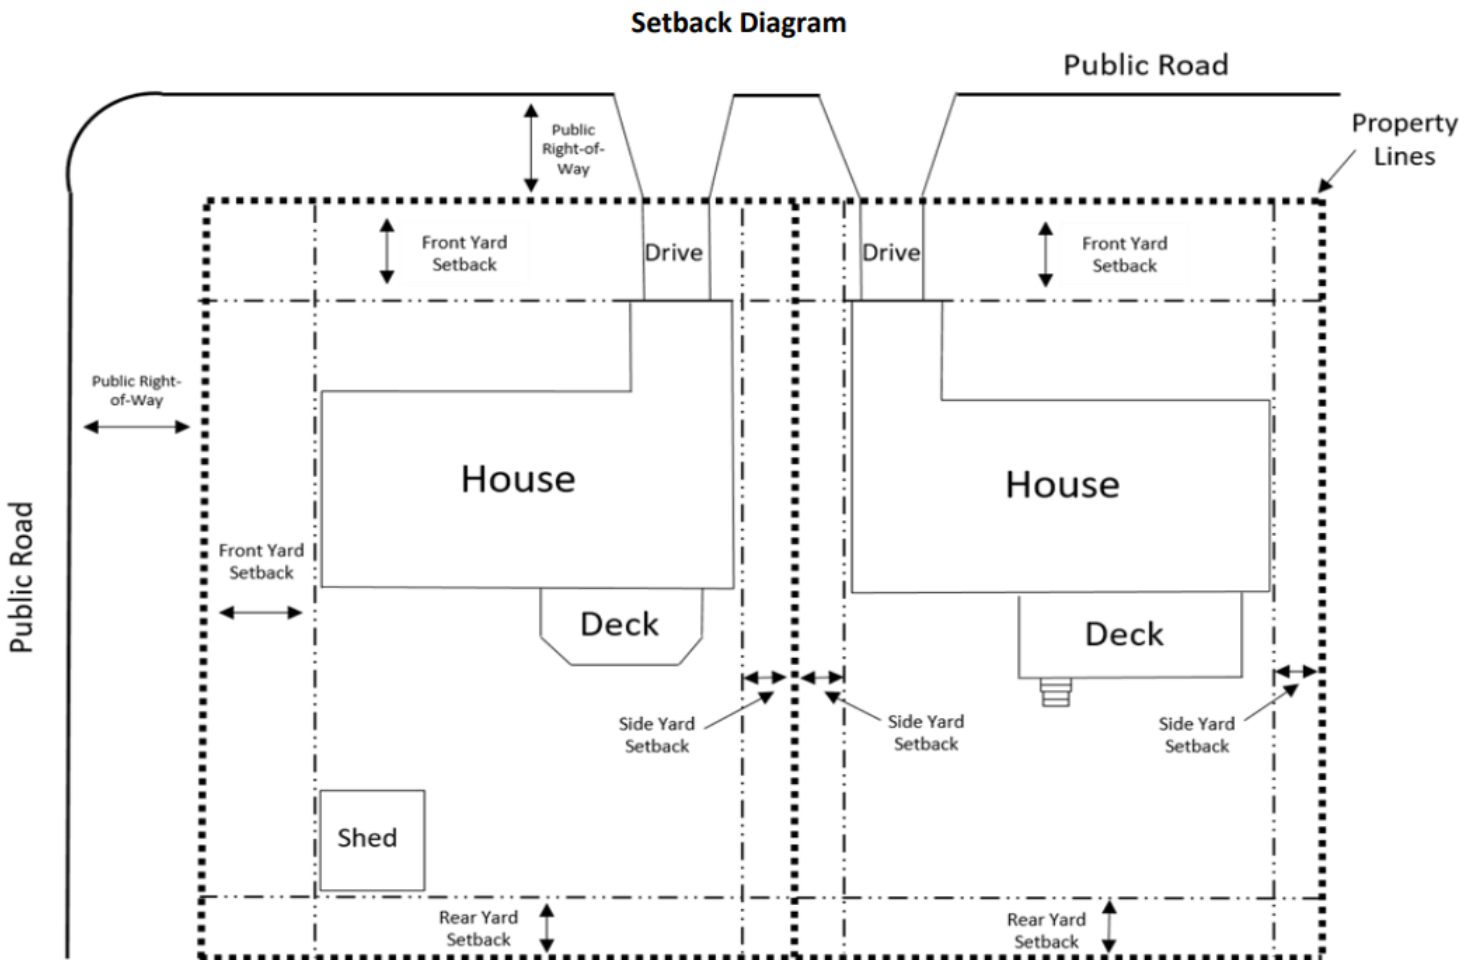 Setback Diagram
Public Road
Property
Lines
Public
Right-of-
Way
Front Yard
Setback
Drive
Drive
Front Yard
Setback
Public Right-
of-Way
House
House
Public Road
Front Yard
Setback
Deck
Deck
Side Yard
Setback
Side Yard
Setback
Side Yard
Setback
Shed
Rear Yard
Setback
Rear Yard
Setback